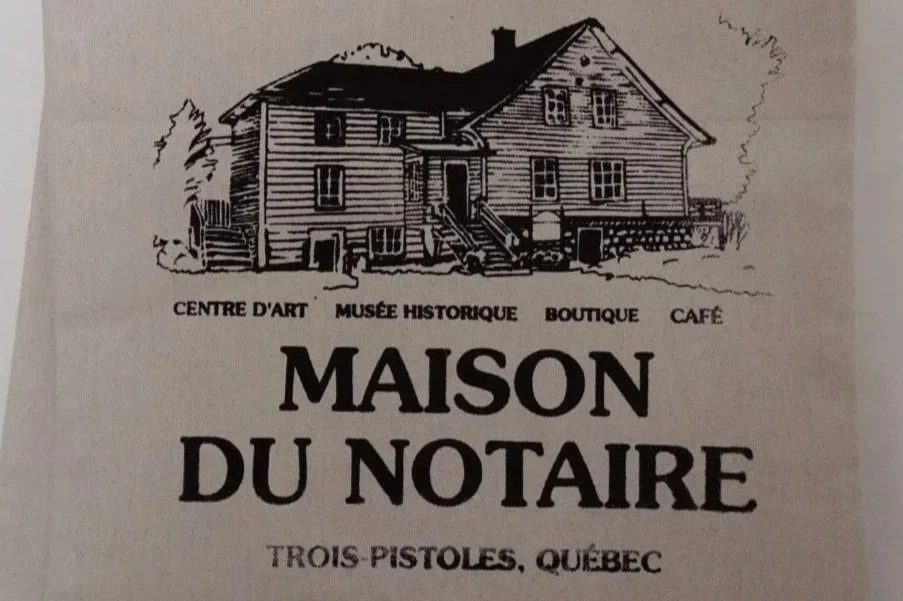 CENTRE D'ART MUSÉE HISTORIQUE BOUTIQUE CAFÉ
MAISON
DU NOTAIRE
TROIS-PISTOLES, QUÉBEC